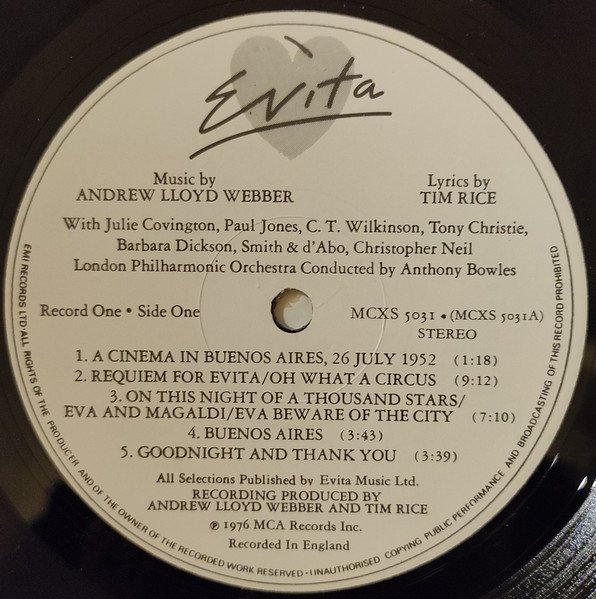 Evita
Music by
ANDREW LLOYD WEBBER
Lyrics by
TIM RICE
With Julie Covington, Paul Jones, C. T. Wilkinson, Tony Christie,
Barbara Dickson, Smith & d'Abo, Christopher Neil
London Philharmonic Orchestra Conducted by Anthony Bowles
Record One • Side One
MCXS 5031 • (MCXS 5031A)
STEREO
1. A CINEMA IN BUENOS AIRES, 26 JULY 1952 (1:18)
2. REQUIEM FOR EVITA/OH WHAT A CIRCUS (9:12)
3. ON THIS NIGHT OF A THOUSAND STARS/
EVA AND MAGALDI/EVA BEWARE OF THE CITY (7:10)
4. BUENOS AIRES (3:43)
5. GOODNIGHT AND THANK YOU (3:39)
All Selections Published by Evita Music Ltd.
RECORDING PRODUCED BY
ANDREW LLOYD WEBBER AND TIM RICE
℗ 1976 MCA Records Inc.
Recorded In England
EMI RECORDS LTD·ALL RIGHTS OF THE PRODUCER AND OF THE OWNER OF THE RECORDED WORK RESERVED·UNAUTHORISED COPYING PUBLIC PERFORMANCE AND BROADCASTING OF THIS RECORD PROHIBITED